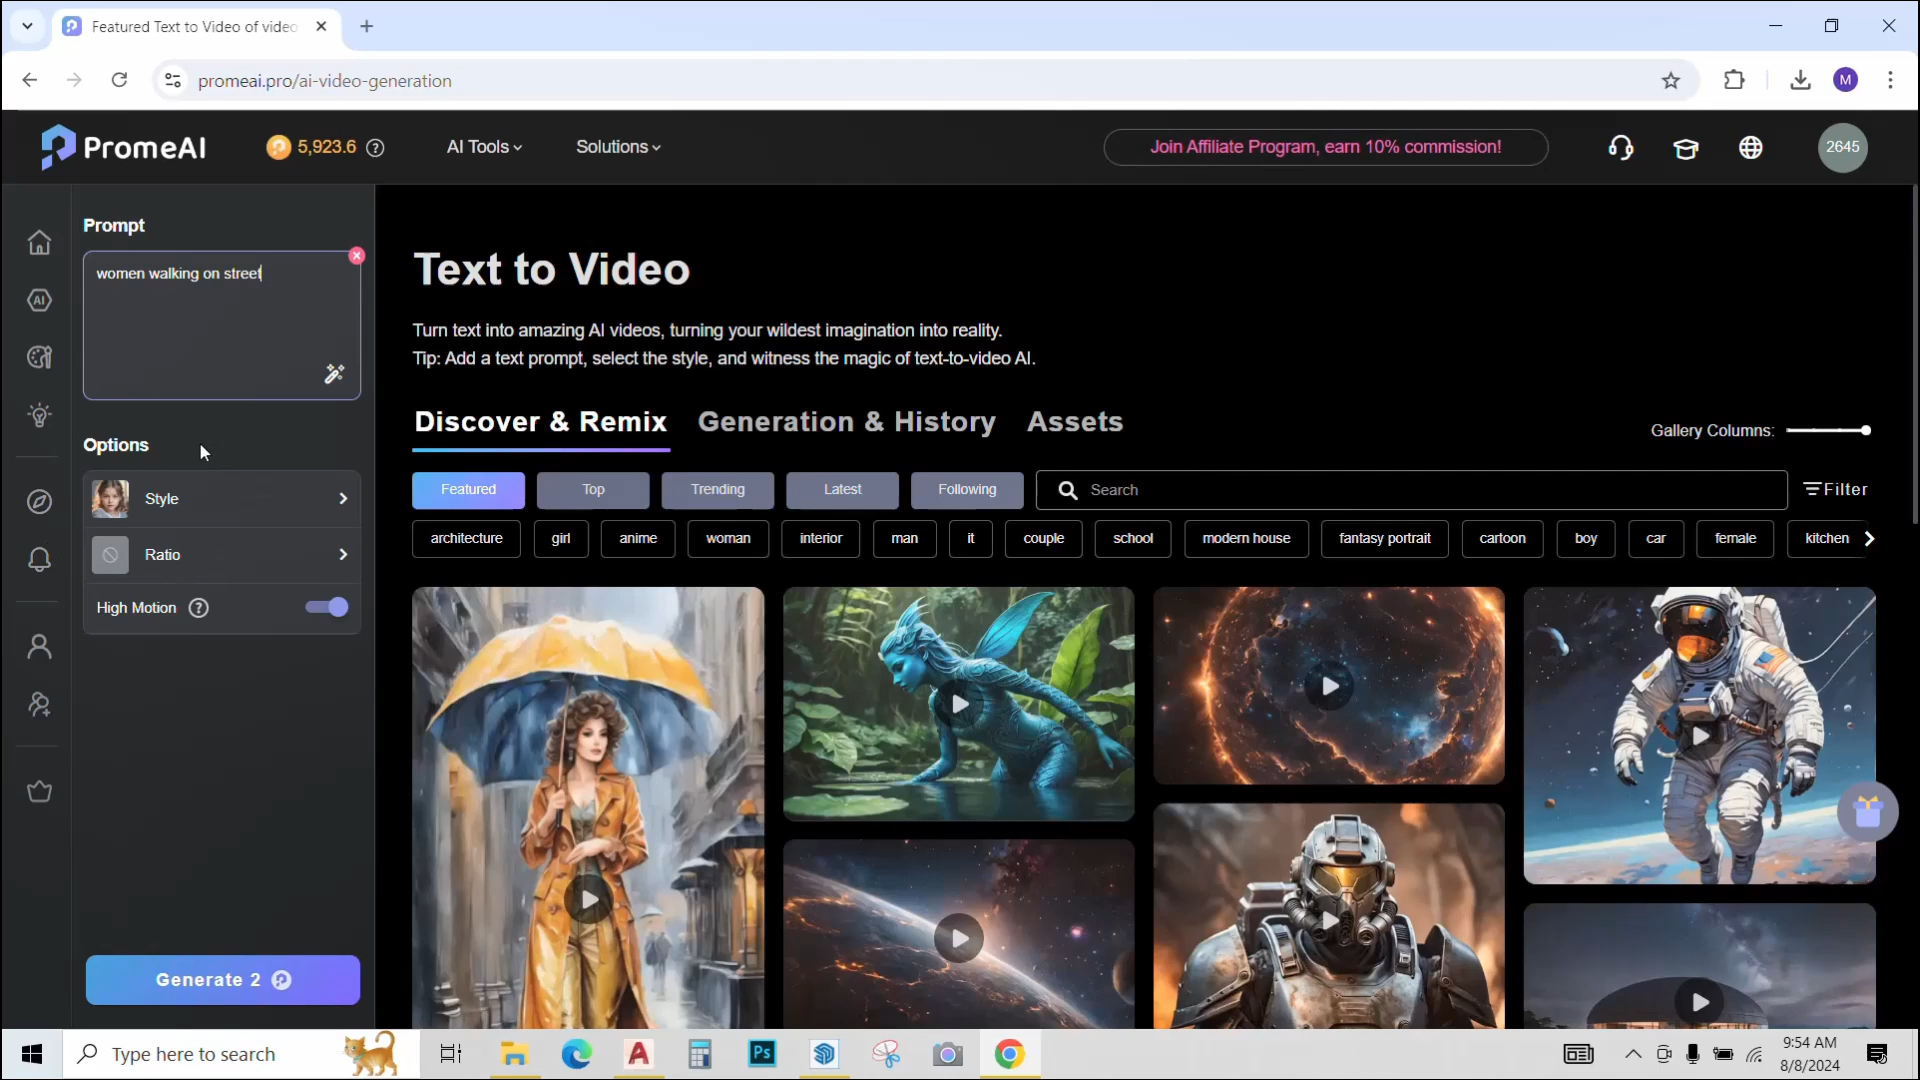 Featured Text to Video of video
promeai.pro/ai-video-generation
M
PromeAI
5,923.6
AI Tools
Solutions
Join Affiliate Program, earn 10% commission!
2645
Prompt
women walking on street
Options
Style
Ratio
High Motion
Generate 2
AI
Text to Video
Turn text into amazing AI videos, turning your wildest imagination into reality.
Tip: Add a text prompt, select the style, and witness the magic of text-to-video AI.
Discover & Remix
Generation & History
Assets
Gallery Columns:
Featured
Top
Trending
Latest
Following
Search
Filter
architecture
girl
anime
woman
interior
man
it
couple
school
modern house
fantasy portrait
cartoon
boy
car
female
kitchen
Type here to search
Ps
9:54 AM
8/8/2024